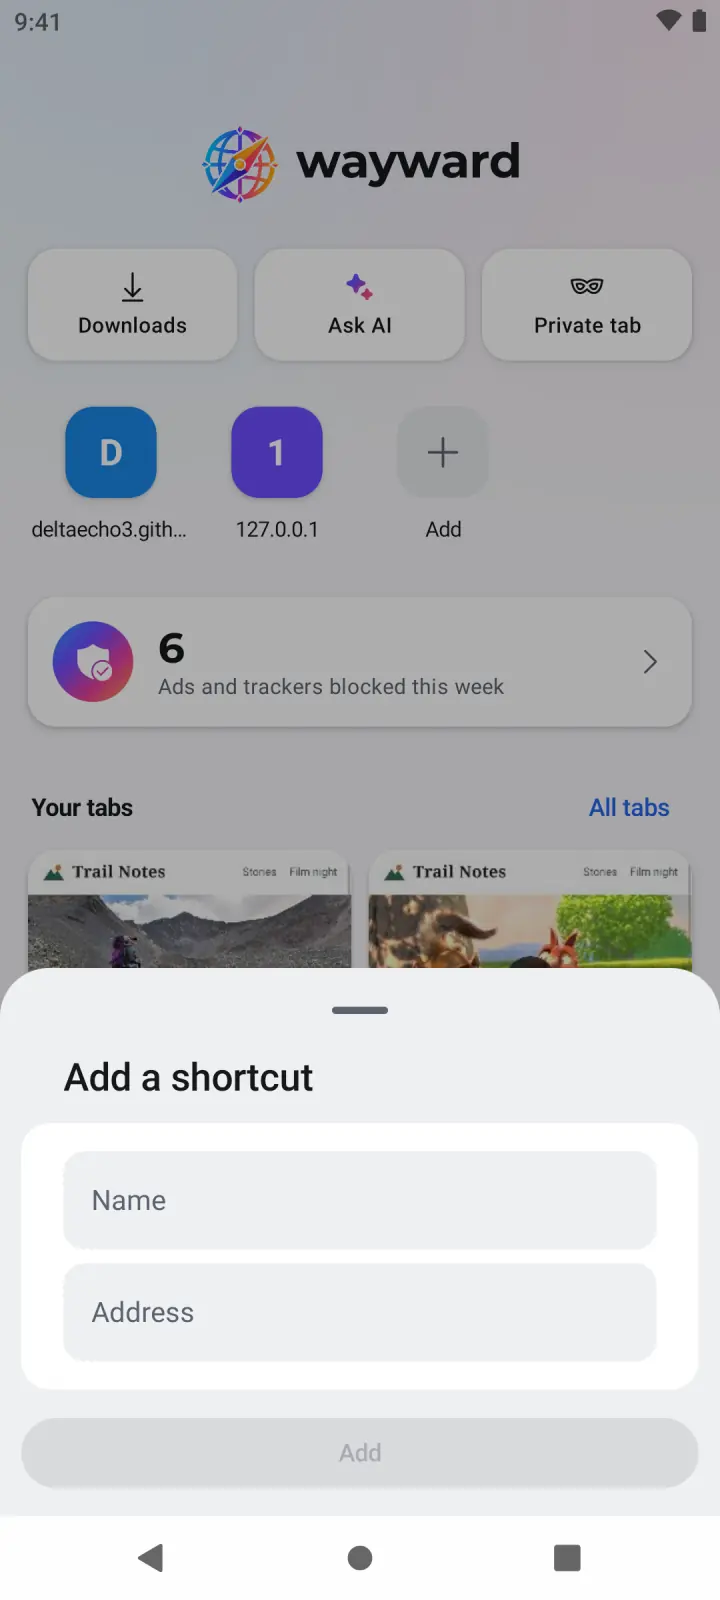 9:41
wayward
Downloads
Ask AI
Private tab
D
1
deltaecho3.gith...
127.0.0.1
Add
6
Ads and trackers blocked this week
Your tabs
All tabs
Trail Notes
Stories
Film night
Trail Notes
Stories
Film night
Add a shortcut
Name
Address
Add